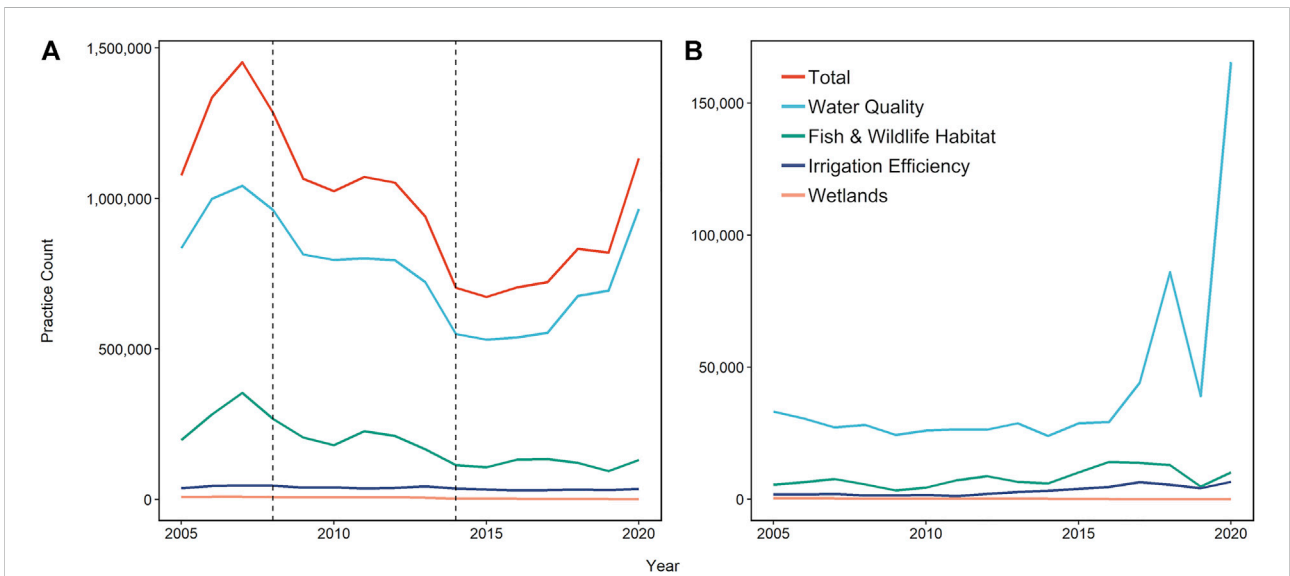 A
B
1,500,000
1,000,000
500,000
0
Practice Count
2005
2010
2015
2020
150,000
100,000
50,000
0
Total
Water Quality
Fish & Wildlife Habitat
Irrigation Efficiency
Wetlands
2005
2010
2015
2020
Year